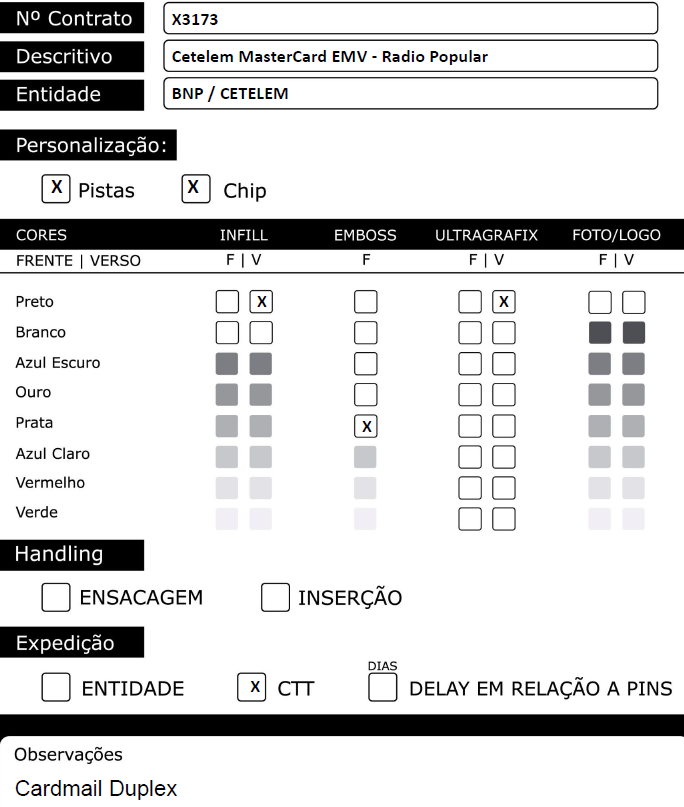 Nº Contrato X3173
Descritivo Cetelem MasterCard EMV - Radio Popular
Entidade BNP / CETELEM
Personalização:
X Pistas X Chip
CORES INFILL EMBOSS ULTRAGRAFIX FOTO/LOGO
FRENTE | VERSO F | V F F | V F | V
Preto X X
Branco
Azul Escuro
Ouro
Prata X
Azul Claro
Vermelho
Verde
Handling
ENSACAGEM INSERÇÃO
Expedição
DIAS
ENTIDADE X CTT DELAY EM RELAÇÃO A PINS
Observações
Cardmail Duplex